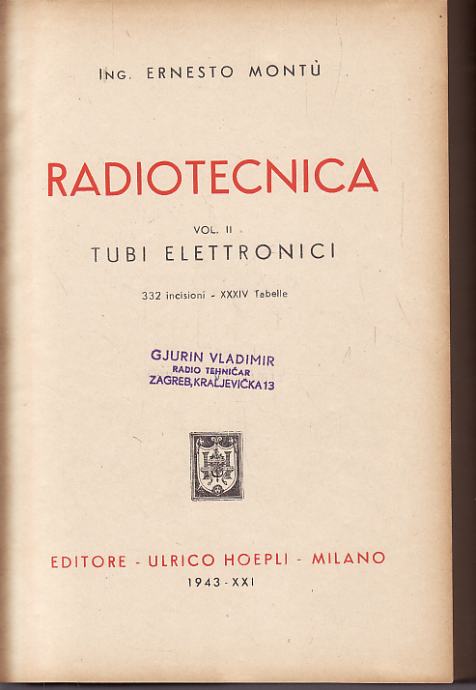 ING. ERNESTO MONTÙ
RADIOTECNICA
VOL. II
TUBI ELETTRONICI
332 incisioni - XXXIV Tabelle
GJURIN VLADIMIR
RADIO TEHNIČAR
ZAGREB, KRALJEVIČKA 13
EDITORE - ULRICO HOEPLI - MILANO
1943-XXI